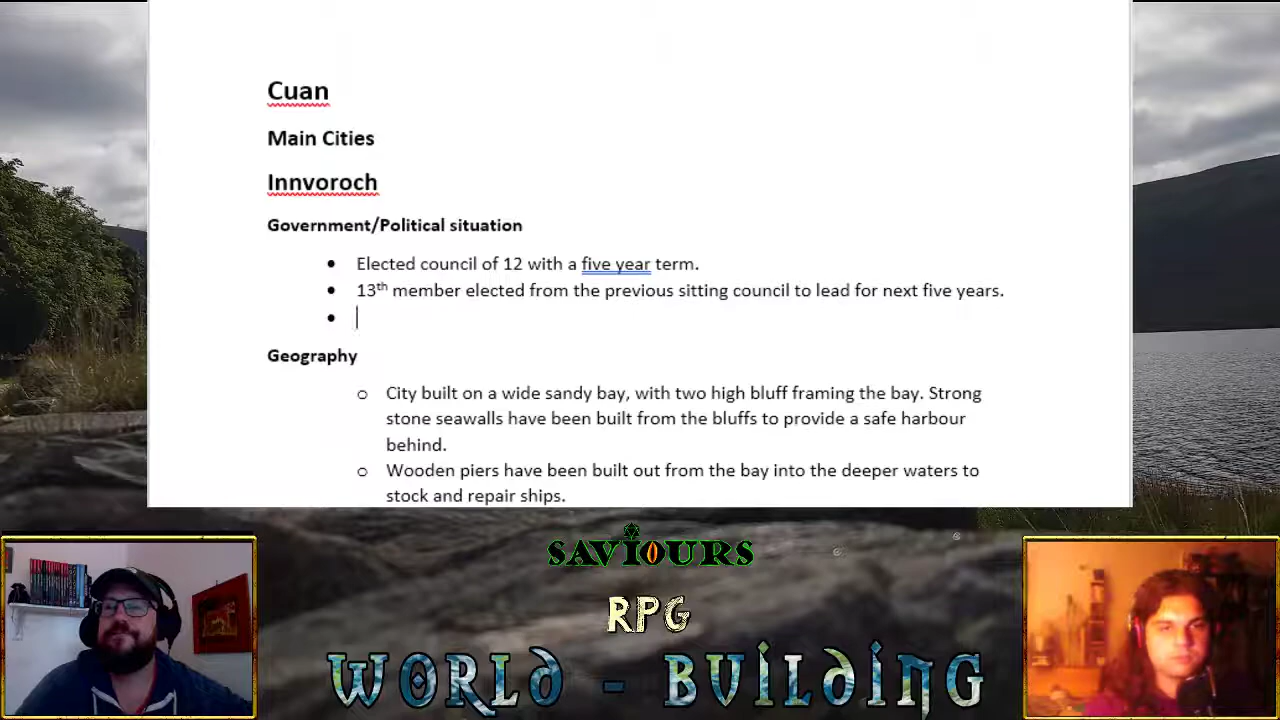 Cuan
Main Cities
Innvoroch
Government/Political situation
• Elected council of 12 with a five year term.
• 13th member elected from the previous sitting council to lead for next five years.
•
Geography
o City built on a wide sandy bay, with two high bluff framing the bay. Strong
stone seawalls have been built from the bluffs to provide a safe harbour
behind.
o Wooden piers have been built out from the bay into the deeper waters to
stock and repair ships.
SAVIOURS
RPG
WORLD - BUILDING